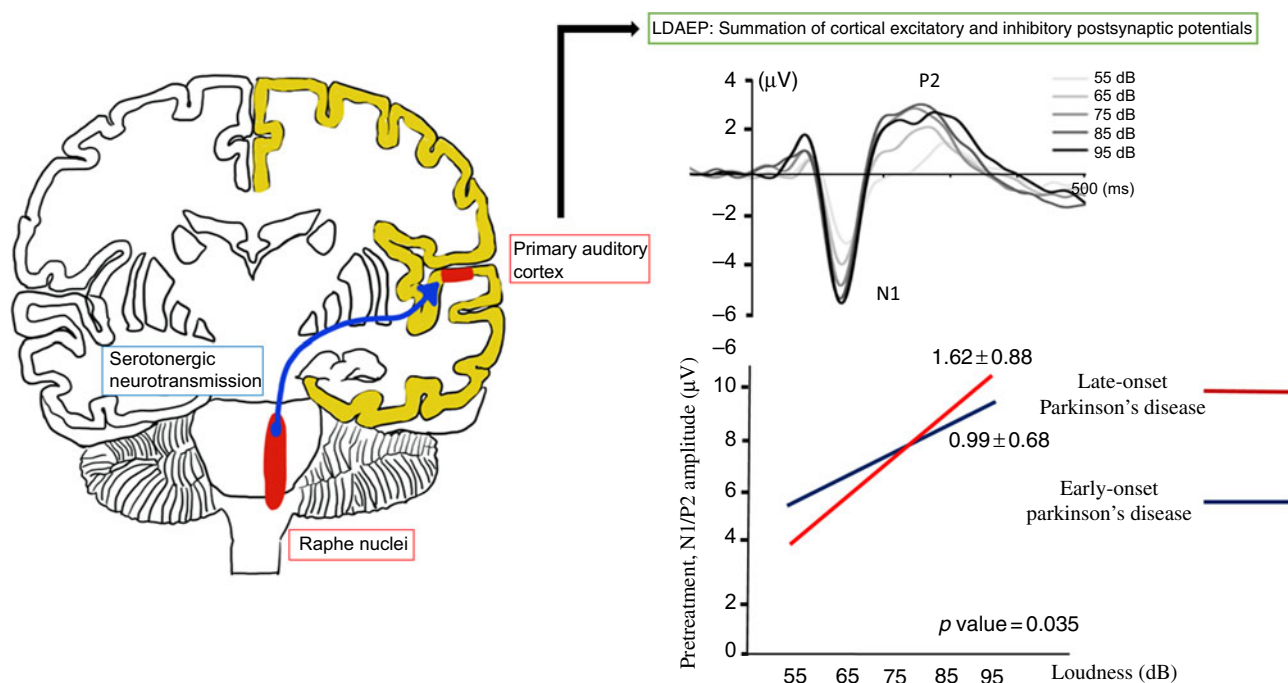 LDAEP: Summation of cortical excitatory and inhibitory postsynaptic potentials
4 (μV)
P2
55 dB
65 dB
75 dB
85 dB
95 dB
2
0
500 (ms)
−2
−4
N1
−6
Primary auditory
cortex
Serotonergic
neurotransmission
Raphe nuclei
−6
1.62±0.88
10
Late-onset
Parkinson's disease
8
0.99±0.68
6
Early-onset
parkinson's disease
4
2
p value=0.035
0
Pretreatment, N1/P2 amplitude (μV)
55 65 75 85 95 Loudness (dB)